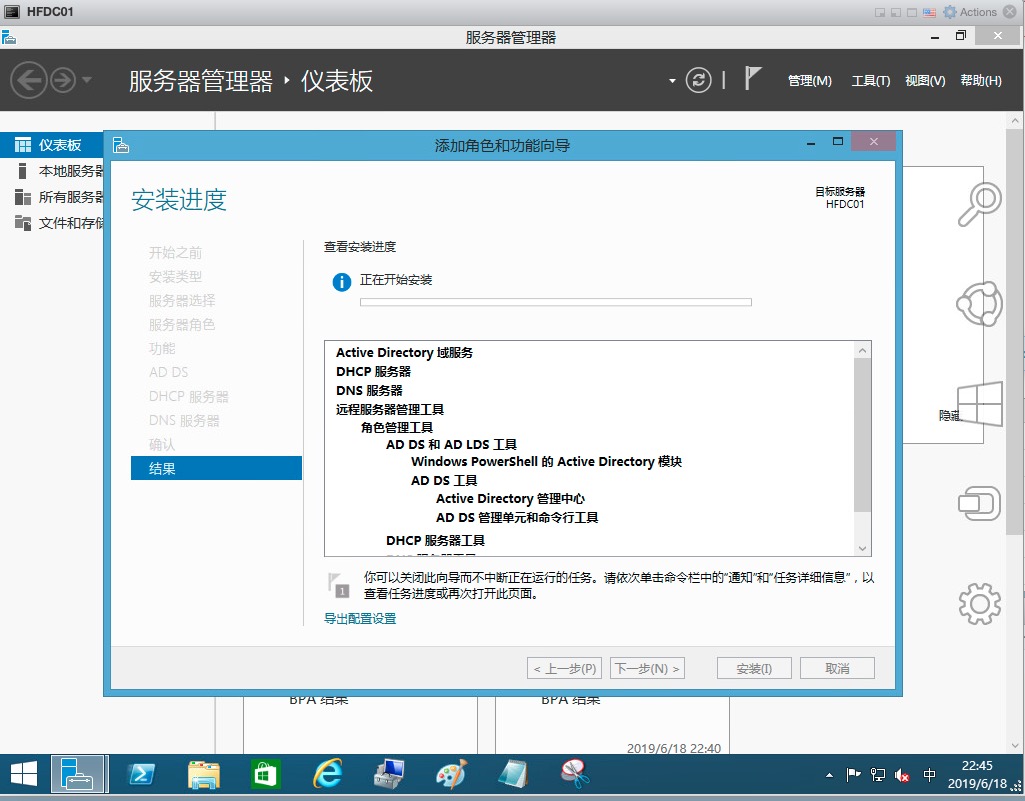 HFDC01
Actions
服务器管理器
服务器管理器 仪表板
管理(M) 工具(T) 视图(V) 帮助(H)
仪表板
本地服务器
所有服务器
文件和存储
添加角色和功能向导
安装进度
目标服务器
HFDC01
开始之前
安装类型
服务器选择
服务器角色
功能
AD DS
DHCP 服务器
DNS 服务器
确认
结果
查看安装进度
正在开始安装
Active Directory 域服务
DHCP 服务器
DNS 服务器
远程服务器管理工具
角色管理工具
AD DS 和 AD LDS 工具
Windows PowerShell 的 Active Directory 模块
AD DS 工具
Active Directory 管理中心
AD DS 管理单元和命令行工具
DHCP 服务器工具
1
你可以关闭此向导而不中断正在运行的任务。请依次单击命令栏中的"通知"和"任务详细信息"，以
查看任务进度或再次打开此页面。
导出配置设置
< 上一步(P) 下一步(N) > 安装(I) 取消
隐藏
BPA 结果 BPA 结果
2019/6/18 22:40
中
22:45
2019/6/18